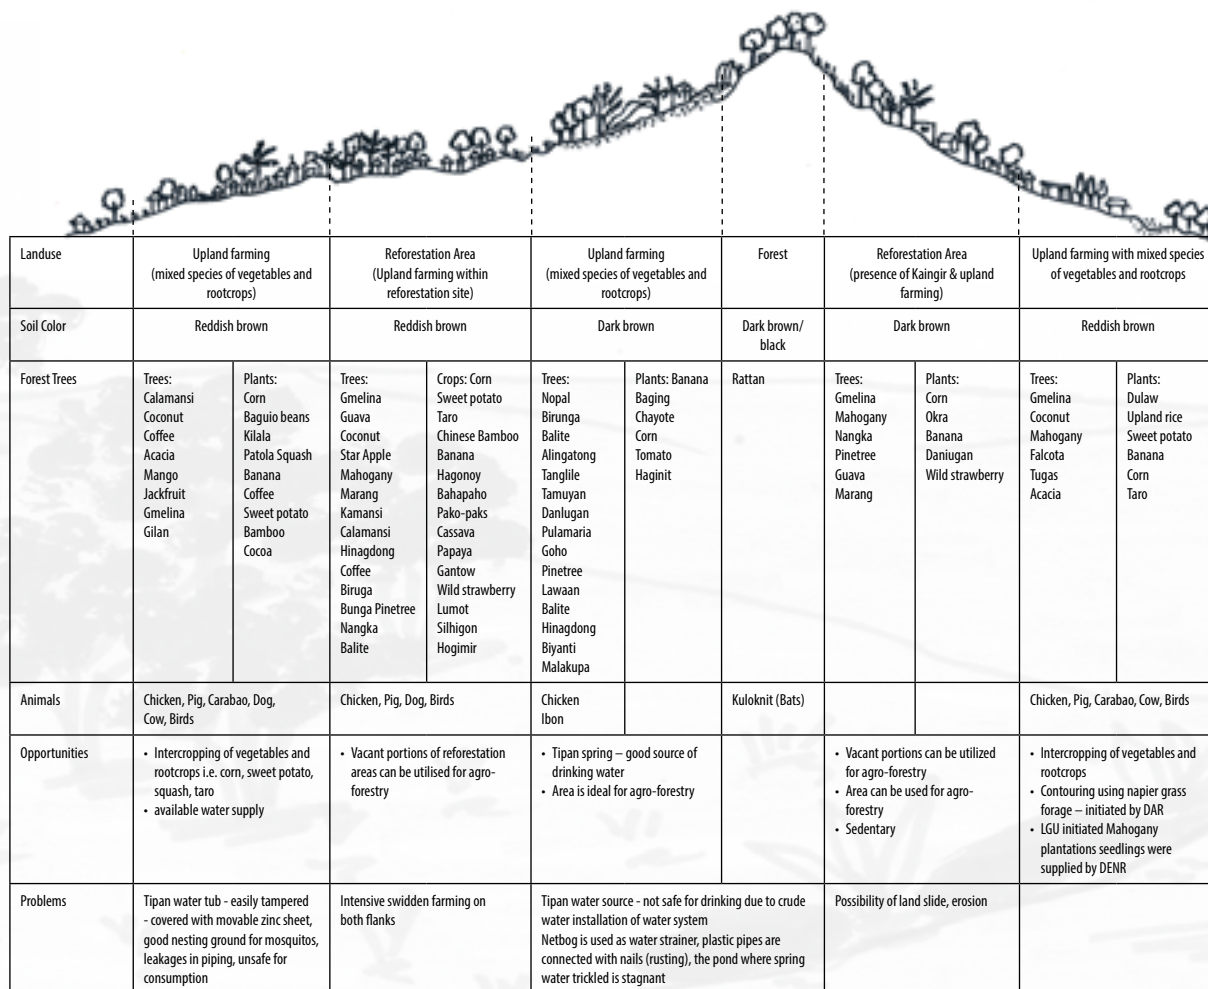 Landuse
Upland farming
(mixed species of vegetables and
rootcrops)
Reforestation Area
(Upland farming within
reforestation site)
Upland farming
(mixed species of vegetables and
rootcrops)
Forest
Reforestation Area
(presence of Kaingir & upland
farming)
Upland farming with mixed species
of vegetables and rootcrops
Soil Color
Reddish brown
Reddish brown
Dark brown
Dark brown/
black
Dark brown
Reddish brown
Forest Trees
Trees:
Calamansi
Coconut
Coffee
Acacia
Mango
Jackfruit
Gmelina
Gilan
Plants:
Corn
Baguio beans
Kilala
Patola Squash
Banana
Coffee
Sweet potato
Bamboo
Cocoa
Trees:
Gmelina
Guava
Coconut
Star Apple
Mahogany
Marang
Kamansi
Calamansi
Hinagdong
Coffee
Biruga
Bunga Pinetree
Nangka
Balite
Crops: Corn
Sweet potato
Taro
Chinese Bamboo
Banana
Hagonoy
Bahapaho
Pako-paks
Cassava
Papaya
Gantow
Wild strawberry
Lumot
Silhigon
Hogimir
Trees:
Nopal
Birunga
Balite
Alingatong
Tanglile
Tamuyan
Danlugan
Pulamaria
Goho
Pinetree
Lawaan
Balite
Hinagdong
Biyanti
Malakupa
Plants: Banana
Baging
Chayote
Corn
Tomato
Haginit
Rattan
Trees:
Gmelina
Mahogany
Nangka
Pinetree
Guava
Marang
Plants:
Corn
Okra
Banana
Daniugan
Wild strawberry
Trees:
Gmelina
Coconut
Mahogany
Falcota
Tugas
Acacia
Plants:
Dulaw
Upland rice
Sweet potato
Banana
Corn
Taro
Animals
Chicken, Pig, Carabao, Dog,
Cow, Birds
Chicken, Pig, Dog, Birds
Chicken
Ibon
Kuloknit (Bats)
Chicken, Pig, Carabao, Cow, Birds
Opportunities
• Intercropping of vegetables and
rootcrops i.e. corn, sweet potato,
squash, taro
• available water supply
• Vacant portions of reforestation
areas can be utilised for agro-
forestry
• Tipan spring – good source of
drinking water
• Area is ideal for agro-forestry
• Vacant portions can be utilized
for agro-forestry
• Area can be used for agro-
forestry
• Sedentary
• Intercropping of vegetables and
rootcrops
• Contouring using napier grass
forage – initiated by DAR
• LGU initiated Mahogany
plantations seedlings were
supplied by DENR
Problems
Tipan water tub - easily tampered
- covered with movable zinc sheet,
good nesting ground for mosquitos,
leakages in piping, unsafe for
consumption
Intensive swidden farming on
both flanks
Tipan water source - not safe for drinking due to crude
water installation of water system
Netbog is used as water strainer, plastic pipes are
connected with nails (rusting), the pond where spring
water trickled is stagnant
Possibility of land slide, erosion